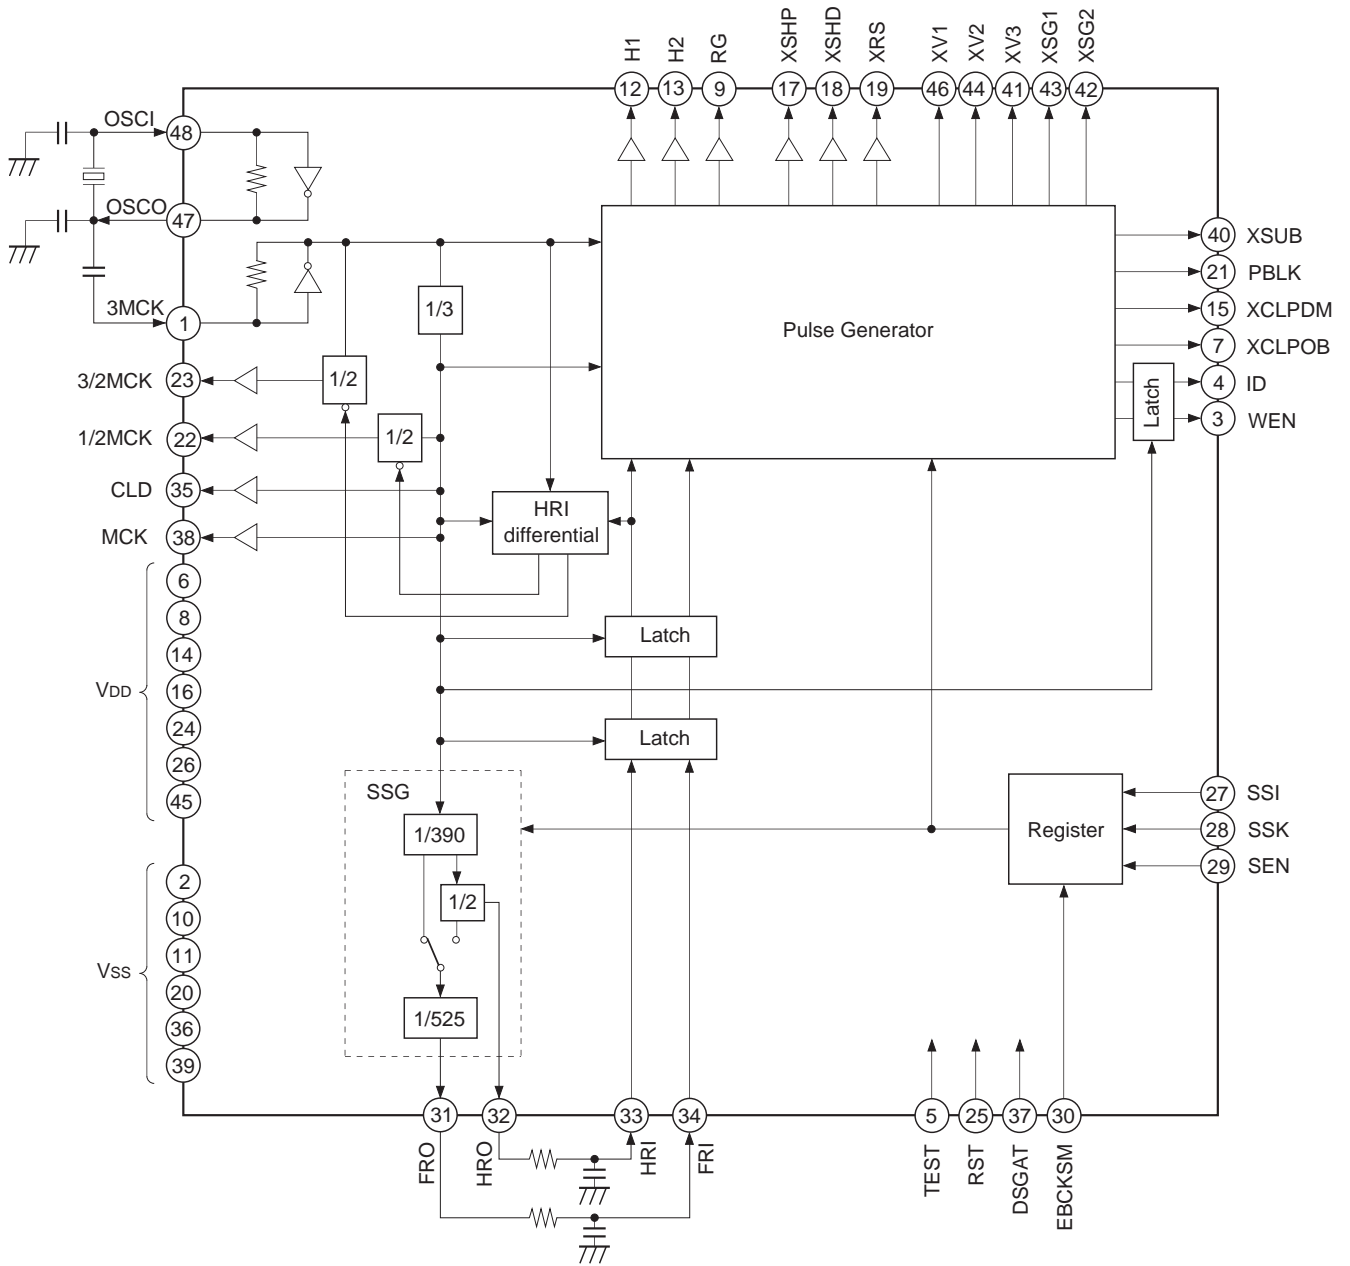 H1
H2
RG
XSHP
XSHD
XRS
XV1
XV2
XV3
XSG1
XSG2
12
13
9
17
18
19
46
44
41
43
42
OSCI
48
OSCO
47
3MCK
1
1/3
Pulse Generator
40
XSUB
21
PBLK
15
XCLPDM
7
XCLPOB
4
ID
3
WEN
Latch
3/2MCK
23
1/2
1/2MCK
22
1/2
CLD
35
MCK
38
HRI
differential
6
8
14
16
24
26
45
VDD
Latch
Latch
SSG
1/390
1/2
1/525
Register
27
SSI
28
SSK
29
SEN
2
10
11
20
36
39
VSS
31
32
33
34
5
25
37
30
FRO
HRO
HRI
FRI
TEST
RST
DSGAT
EBCKSM